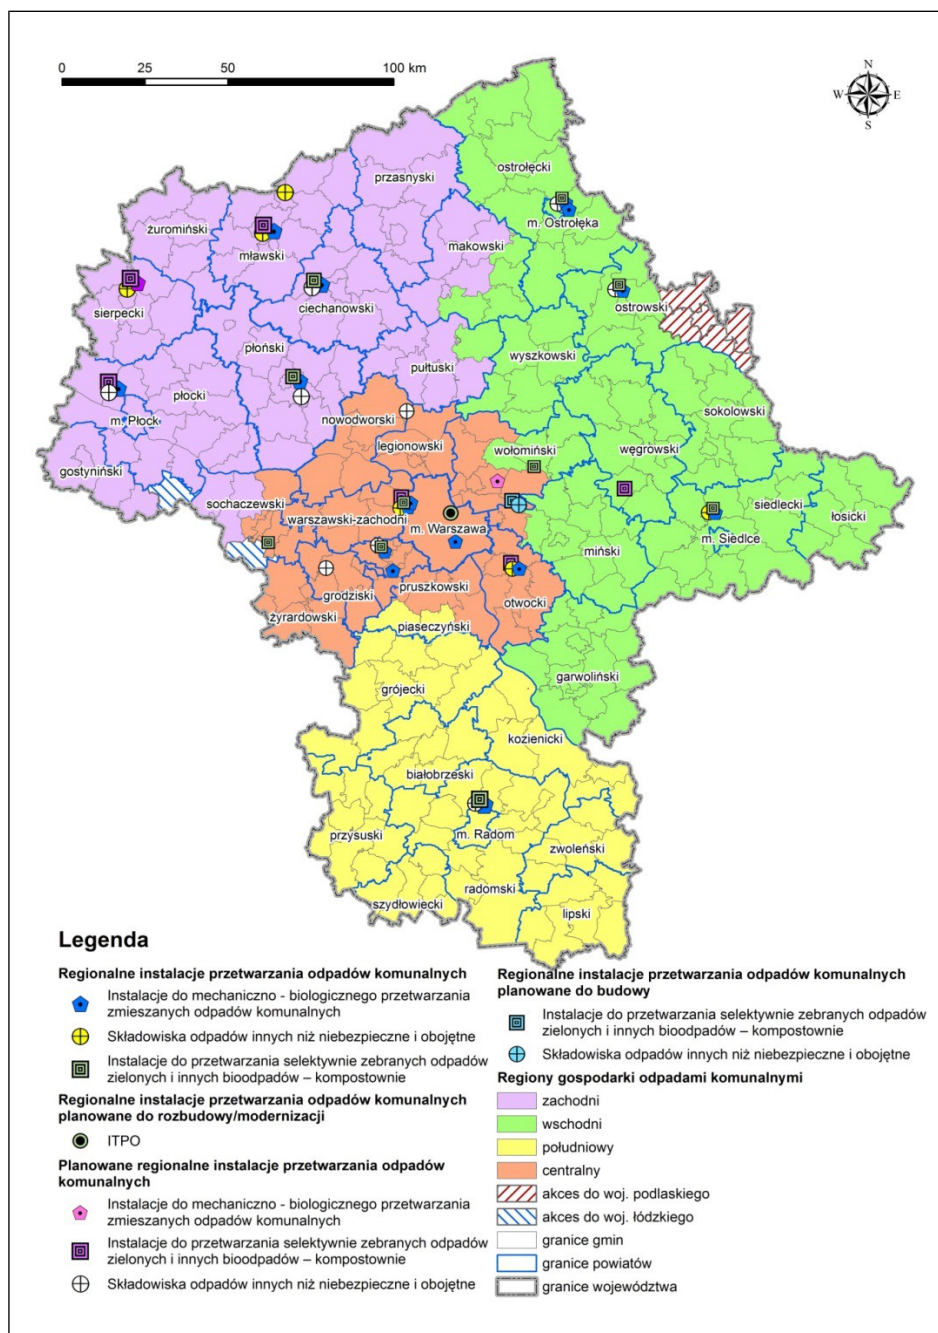 0 25 50 100 km
N
W E
S
ostrołęcki
przasnyski
m. Ostrołęka
żuromiński
makowski
mławski
ciechanowski
ostrowski
sierpecki
płoński
wyszkowski
pułtuski
płocki
sokolowski
m. Płock
nowodworski
legionowski
wołomiński
węgrowski
gostyniński
sochaczewski
siedlecki
warszawski-zachodni
m. Warszawa
łosicki
m. Siedlce
miński
pruszkowski
grodziski
otwocki
żyrardowski
piaseczyński
garwoliński
grójecki
kozienicki
białobrzeski
przysuski
m. Radom
zwoleński
radomski
szydłowiecki
lipski
Legenda
Regionalne instalacje przetwarzania odpadów komunalnych
Instalacje do mechaniczno - biologicznego przetwarzania
zmieszanych odpadów komunalnych
Składowiska odpadów innych niż niebezpieczne i obojętne
Instalacje do przetwarzania selektywnie zebranych odpadów
zielonych i innych bioodpadów – kompostownie
Regionalne instalacje przetwarzania odpadów komunalnych
planowane do rozbudowy/modernizacji
ITPO
Planowane regionalne instalacje przetwarzania odpadów
komunalnych
Instalacje do mechaniczno - biologicznego przetwarzania
zmieszanych odpadów komunalnych
Instalacje do przetwarzania selektywnie zebranych odpadów
zielonych i innych bioodpadów – kompostownie
Składowiska odpadów innych niż niebezpieczne i obojętne
Regionalne instalacje przetwarzania odpadów komunalnych
planowane do budowy
Instalacje do przetwarzania selektywnie zebranych odpadów
zielonych i innych bioodpadów – kompostownie
Składowiska odpadów innych niż niebezpieczne i obojętne
Regiony gospodarki odpadami komunalnymi
zachodni
wschodni
południowy
centralny
akces do woj. podlaskiego
akces do woj. łódzkiego
granice gmin
granice powiatów
granice województwa